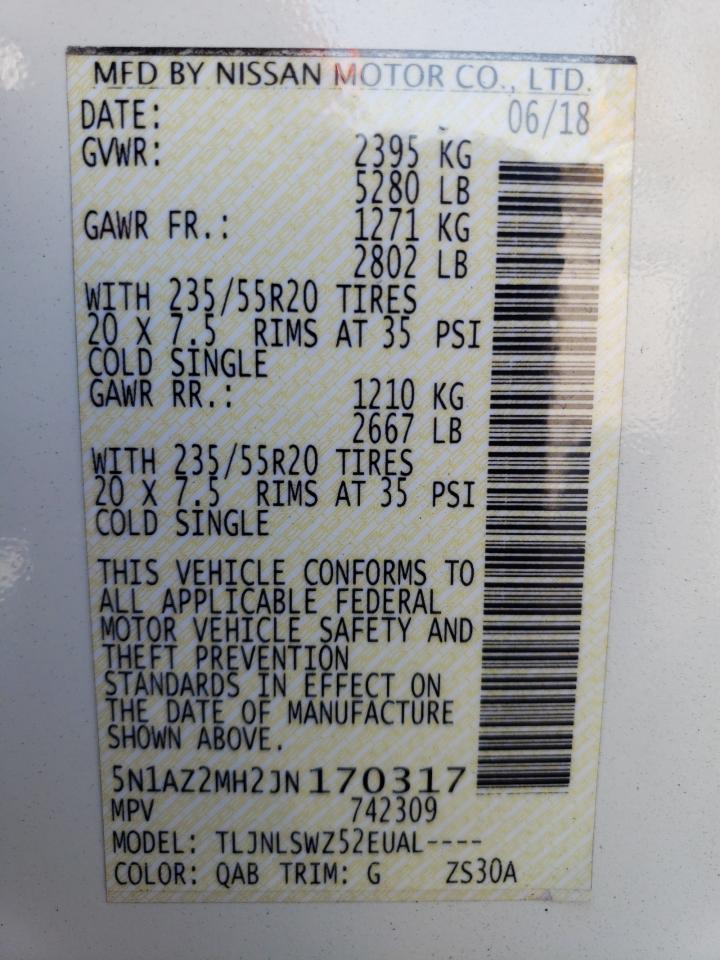 MFD BY NISSAN MOTOR CO., LTD.
DATE: 06/18
GVWR: 2395 KG
5280 LB
GAWR FR.: 1271 KG
2802 LB
WITH 235/55R20 TIRES
20 X 7.5 RIMS AT 35 PSI
COLD SINGLE
GAWR RR.: 1210 KG
2667 LB
WITH 235/55R20 TIRES
20 X 7.5 RIMS AT 35 PSI
COLD SINGLE
THIS VEHICLE CONFORMS TO
ALL APPLICABLE FEDERAL
MOTOR VEHICLE SAFETY AND
THEFT PREVENTION
STANDARDS IN EFFECT ON
THE DATE OF MANUFACTURE
SHOWN ABOVE.
5N1AZ2MH2JN170317
MPV 742309
MODEL: TLJNLSWZ52EUAL----
COLOR: QAB TRIM: G ZS30A